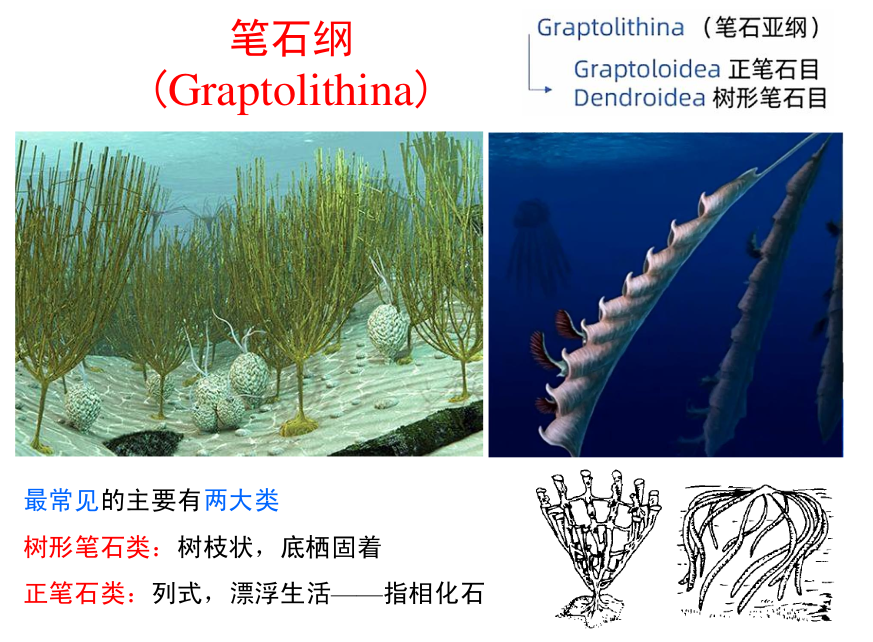 笔石纲
(Graptolithina)
Graptolithina （笔石亚纲）
Graptoloidea 正笔石目
Dendroidea 树形笔石目
最常见的主要有两大类
树形笔石类：树枝状，底栖固着
正笔石类：列式，漂浮生活——指相化石